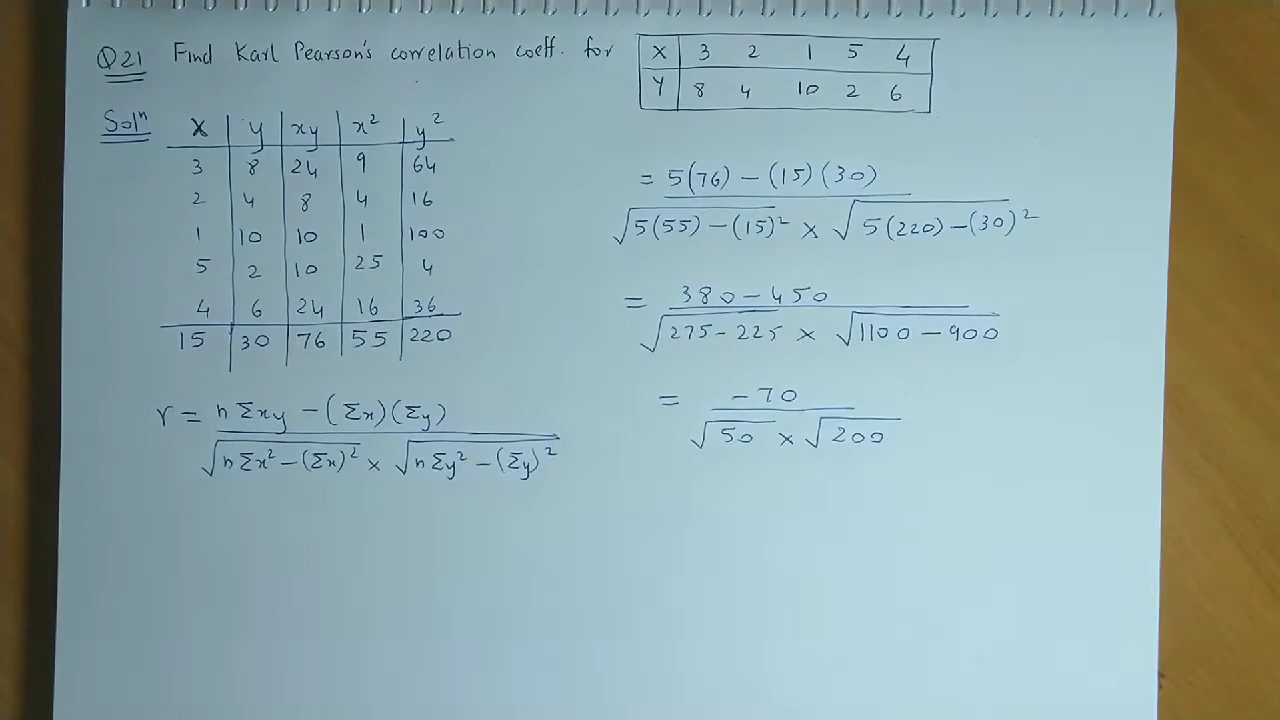 Q21 Find Karl Pearson's correlation coeff. for
X 3 2 1 5 4
Y 8 4 10 2 6
Solⁿ
X y xy x² y²
3 8 24 9 64
2 4 8 4 16
1 10 10 1 100
5 2 10 25 4
4 6 24 16 36
15 30 76 55 220
r = nΣxy - (Σx)(Σy)
√nΣx² - (Σx)² × √nΣy² - (Σy)²
= 5(76) - (15)(30)
√5(55) - (15)² × √5(220) - (30)²
= 380 - 450
√275 - 225 × √1100 - 900
= -70
√50 × √200